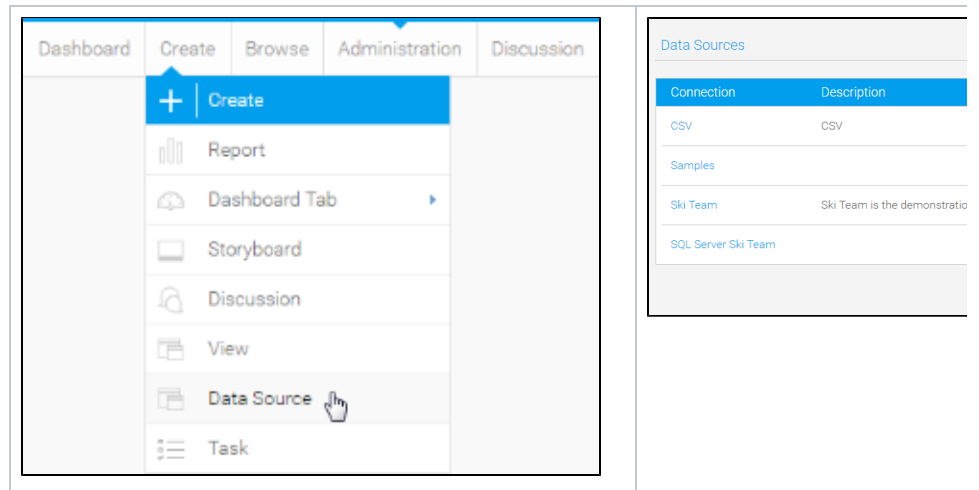 Dashboard Create Browse Administration Discussion
Create
Report
Dashboard Tab
Storyboard
Discussion
View
Data Source
Task
Data Sources
Connection Description
CSV CSV
Samples
Ski Team Ski Team is the demonstratio
SQL Server Ski Team